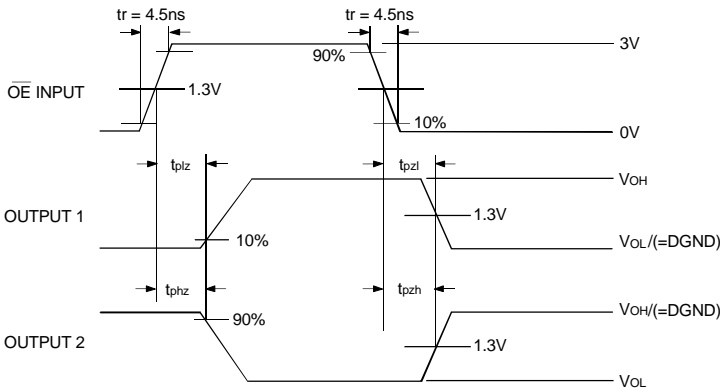 tr = 4.5ns
tr = 4.5ns
90%
3V
OE INPUT
1.3V
10%
0V
tplz
tpzl
VOH
OUTPUT 1
1.3V
10%
VOL/(=DGND)
tphz
tpzh
VOH/(=DGND)
90%
OUTPUT 2
1.3V
VOL